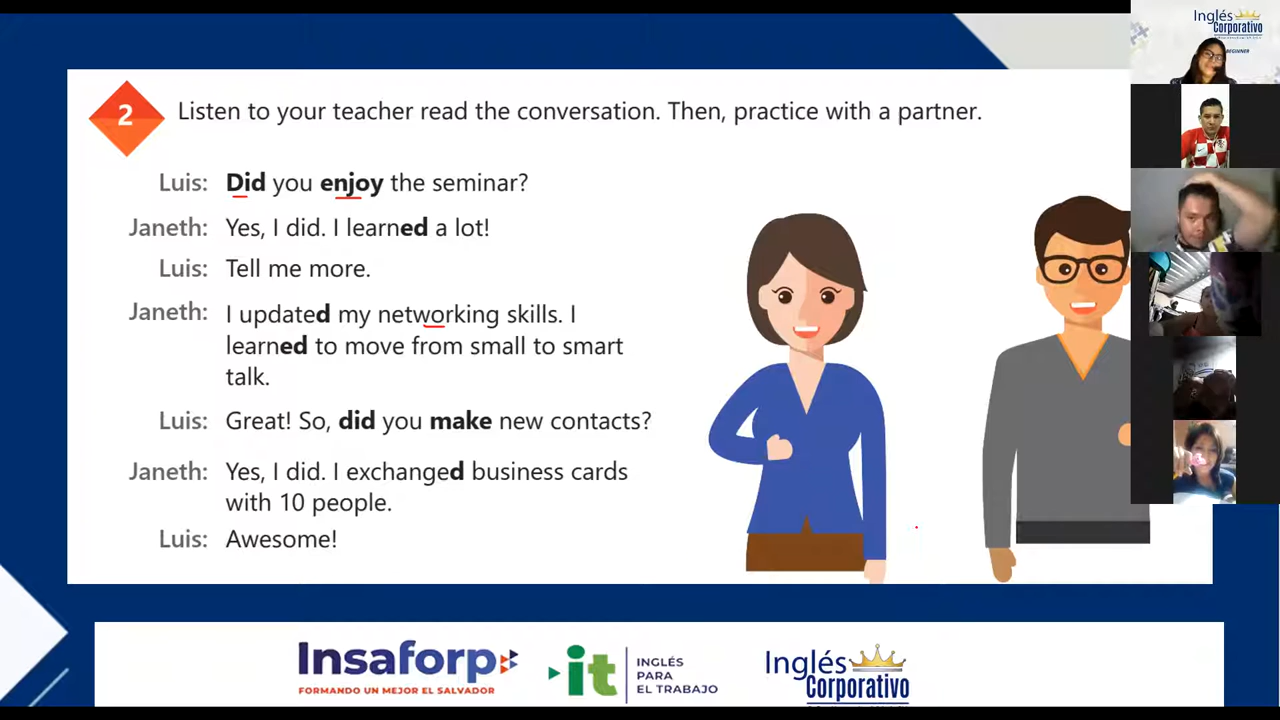 Inglés
Corporativo
BEGINNER
2
Listen to your teacher read the conversation. Then, practice with a partner.
Luis: Did you enjoy the seminar?
Janeth: Yes, I did. I learned a lot!
Luis: Tell me more.
Janeth: I updated my networking skills. I
learned to move from small to smart
talk.
Luis: Great! So, did you make new contacts?
Janeth: Yes, I did. I exchanged business cards
with 10 people.
Luis: Awesome!
Insaforp
FORMANDO UN MEJOR EL SALVADOR
it
INGLÉS
PARA
EL TRABAJO
Inglés
Corporativo